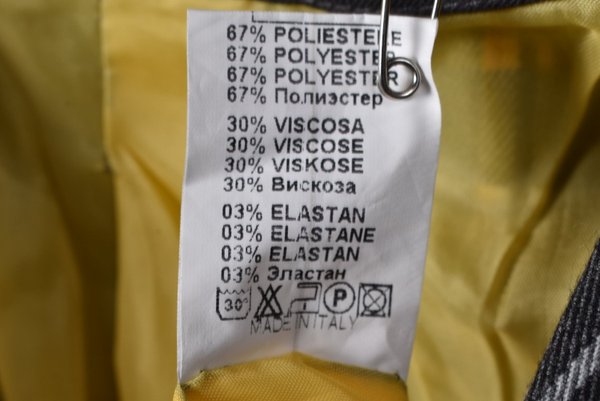 67% POLIESTERE
67% POLYESTER
67% POLYESTER
67% Полиэстер
30% VISCOSA
30% VISCOSE
30% VISKOSE
30% Вискоза
03% ELASTAN
03% ELASTANE
03% ELASTAN
03% Эластан
30° P
MADE IN ITALY